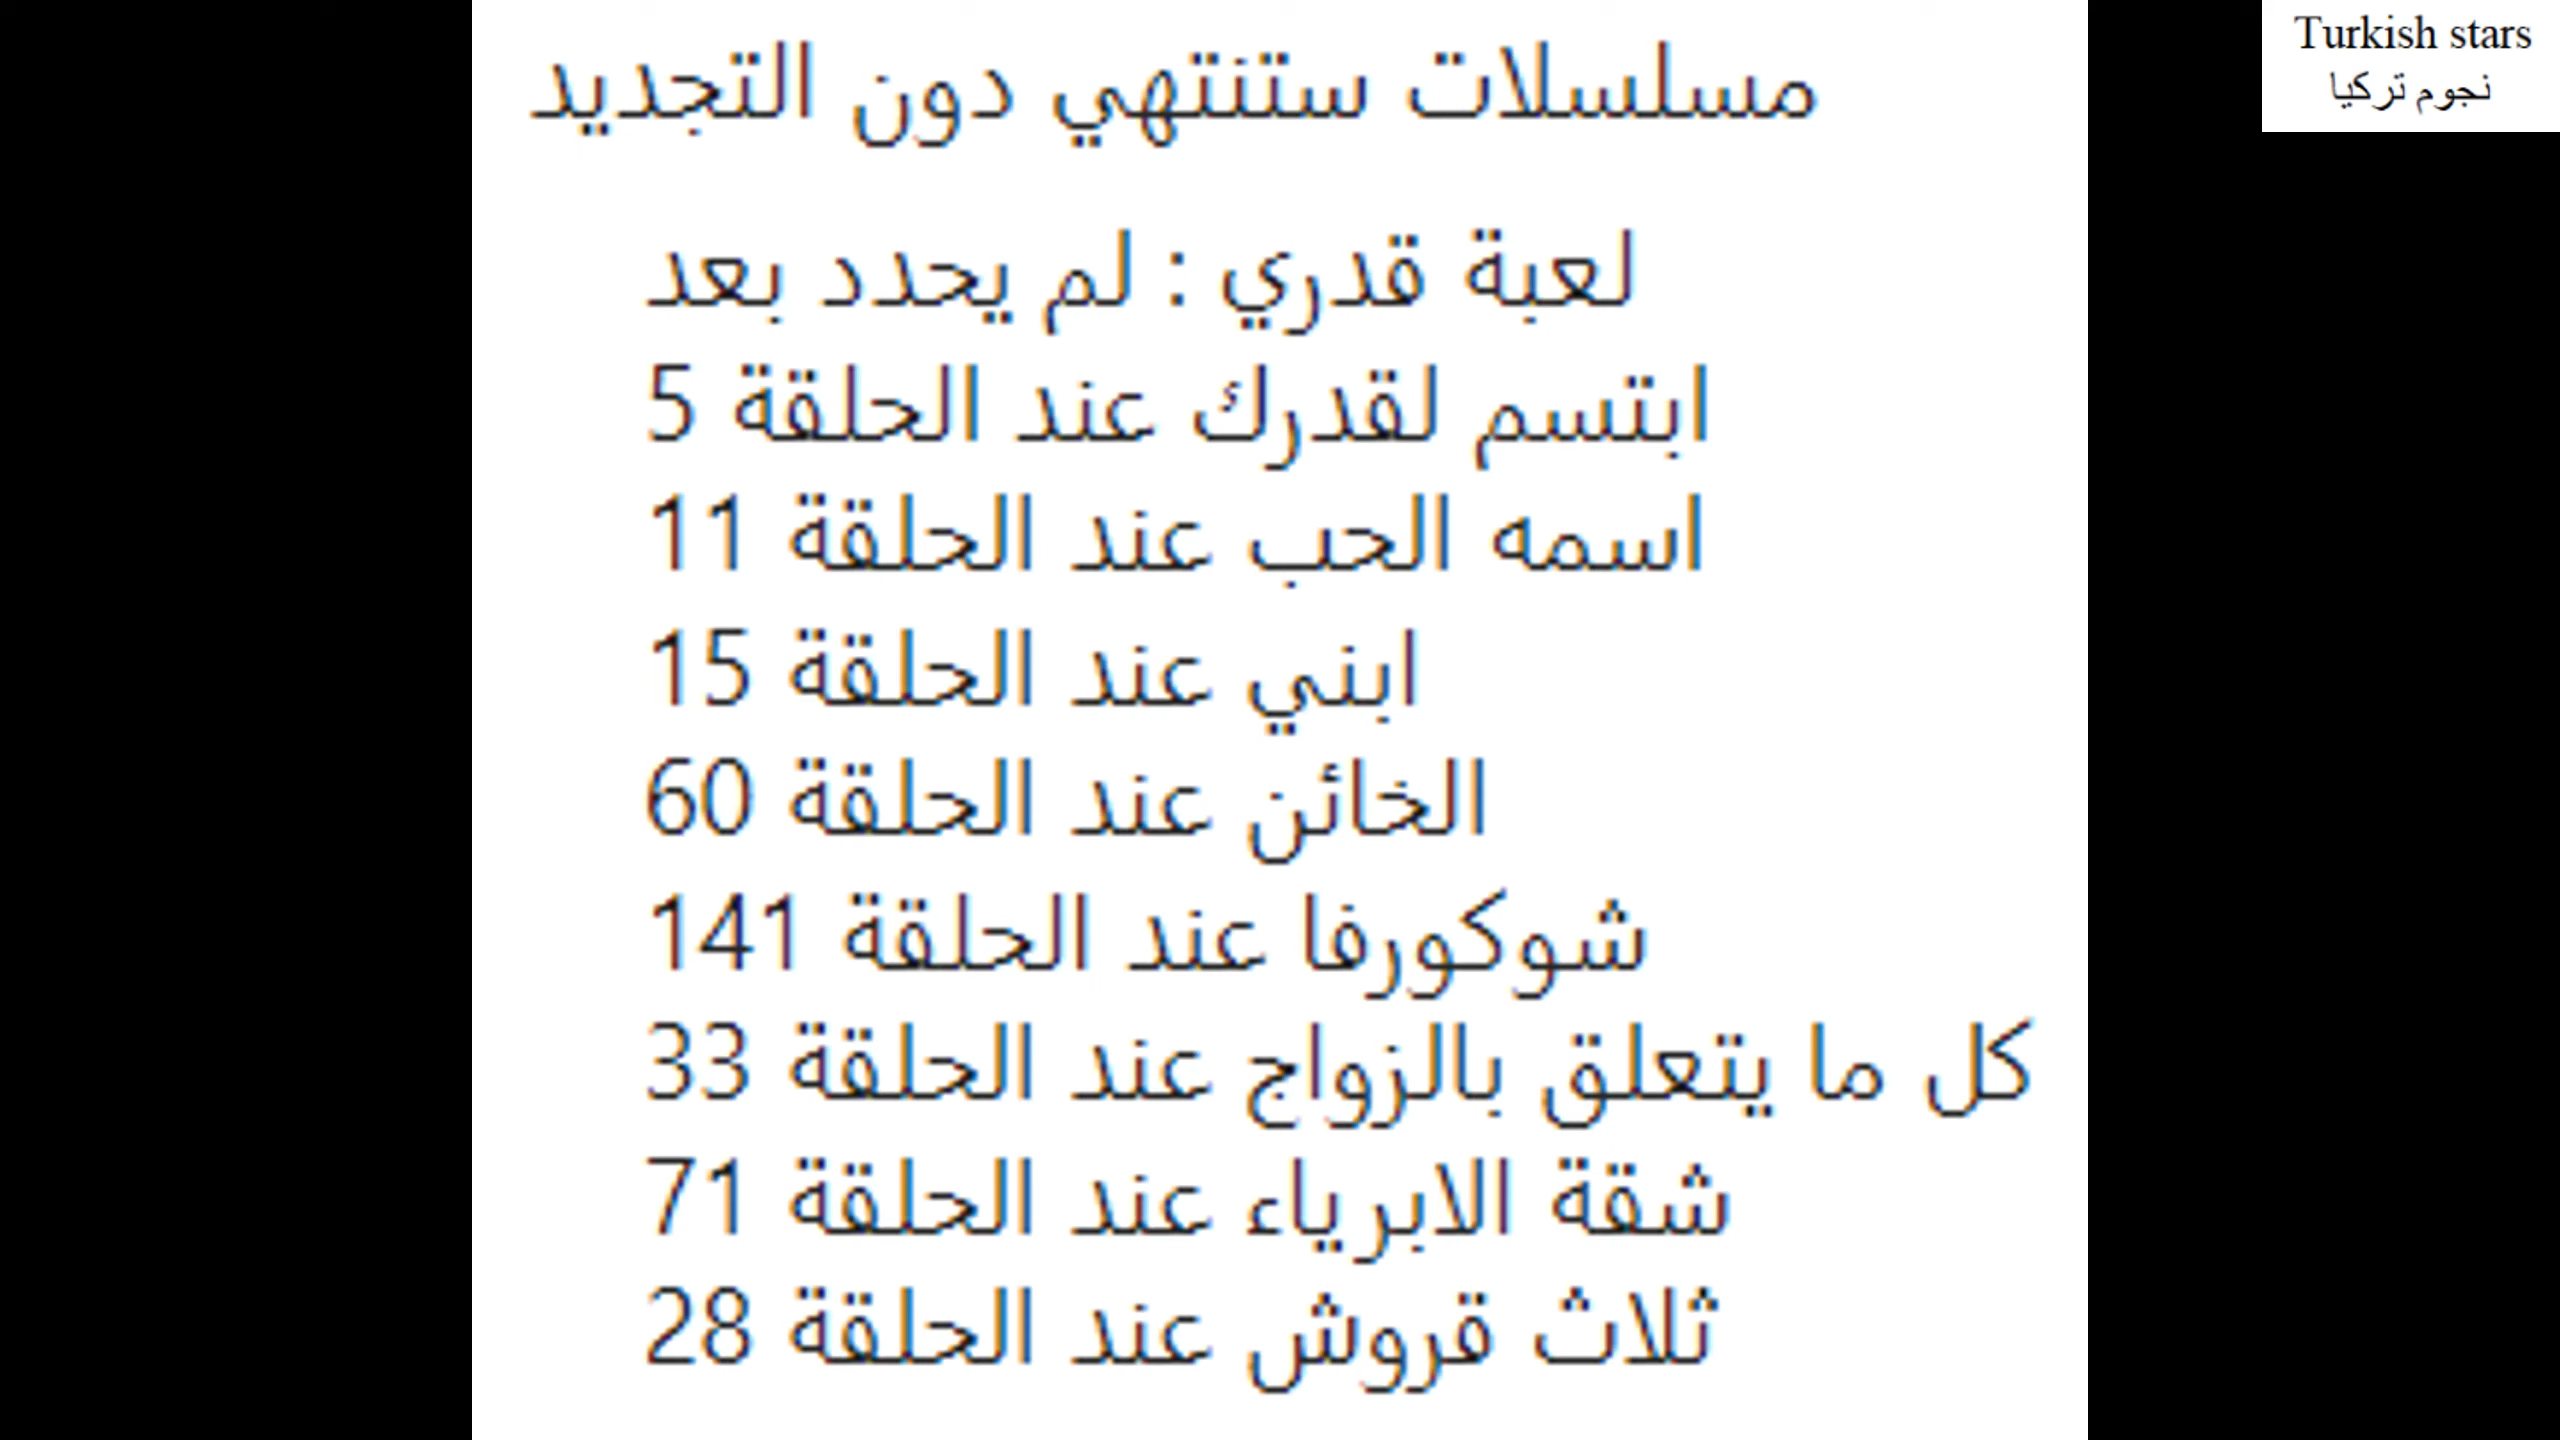 Turkish stars
نجوم تركيا
مسلسلات ستنتهي دون التجديد
لعبة قدري : لم يحدد بعد
ابتسم لقدرك عند الحلقة 5
اسمه الحب عند الحلقة 11
ابني عند الحلقة 15
الخائن عند الحلقة 60
شوكورفا عند الحلقة 141
كل ما يتعلق بالزواج عند الحلقة 33
شقة الابرياء عند الحلقة 71
ثلاث قروش عند الحلقة 28